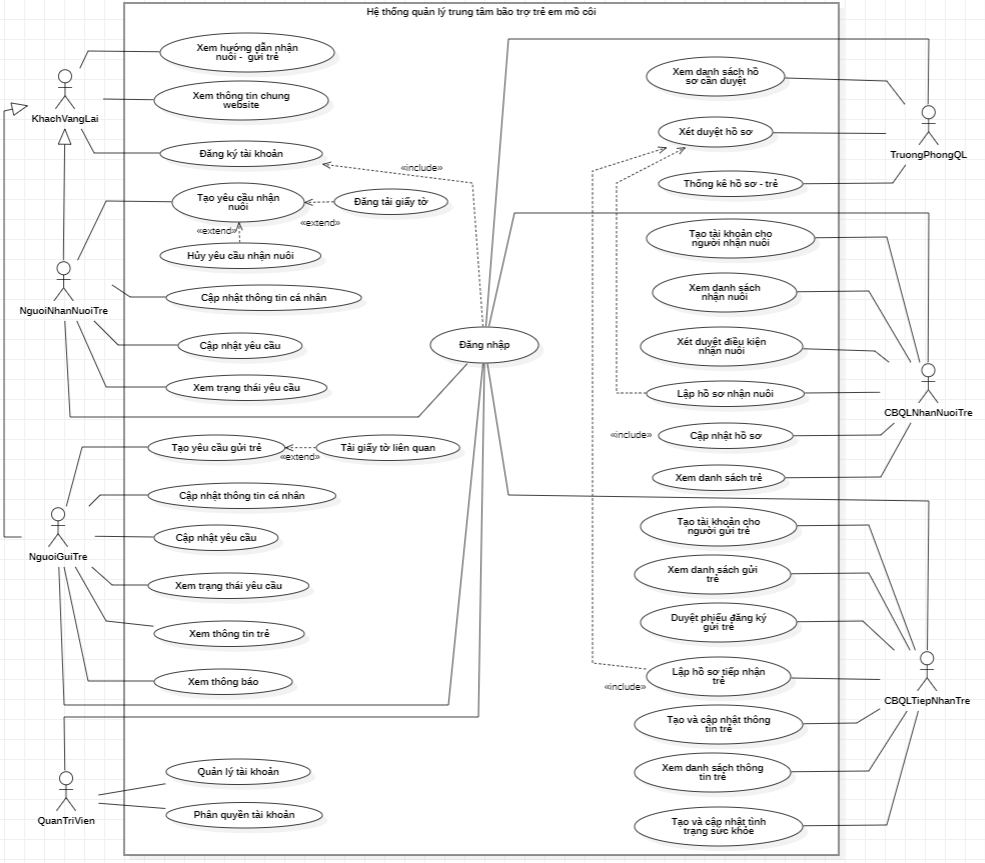 Hệ thống quản lý trung tâm bão trợ trẻ em mồ côi
Xem hướng dẫn nhận
nuôi - gửi trẻ
Xem thông tin chung
website
KhachVangLai
Đăng ký tài khoản
«include»
Tạo yêu cầu nhận
nuôi
Đăng tải giấy tờ
«extend»
«extend»
Hủy yêu cầu nhận nuôi
NguoiNhanNuoiTre
Cập nhật thông tin cá nhân
Cập nhật yêu cầu
Xem trạng thái yêu cầu
Đăng nhập
Tạo yêu cầu gửi trẻ
Tải giấy tờ liên quan
«extend»
Cập nhật thông tin cá nhân
Cập nhật yêu cầu
NguoiGuiTre
Xem trạng thái yêu cầu
Xem thông tin trẻ
Xem thông báo
Quản lý tài khoản
QuanTriVien
Phân quyền tài khoản
Xem danh sách hồ
sơ cần duyệt
Xét duyệt hồ sơ
TruongPhongQL
Thống kê hồ sơ - trẻ
Tạo tài khoản cho
người nhận nuôi
Xem danh sách
nhận nuôi
Xét duyệt điều kiện
nhận nuôi
Lập hồ sơ nhận nuôi
CBQLNhanNuoiTre
«include»
Cập nhật hồ sơ
Xem danh sách trẻ
Tạo tài khoản cho
người gửi trẻ
Xem danh sách gửi
trẻ
Duyệt phiếu đăng ký
gửi trẻ
Lập hồ sơ tiếp nhận
trẻ
«include»
CBQLTiepNhanTre
Tạo và cập nhật thông
tin trẻ
Xem danh sách thông
tin trẻ
Tạo và cập nhật tình
trạng sức khỏe